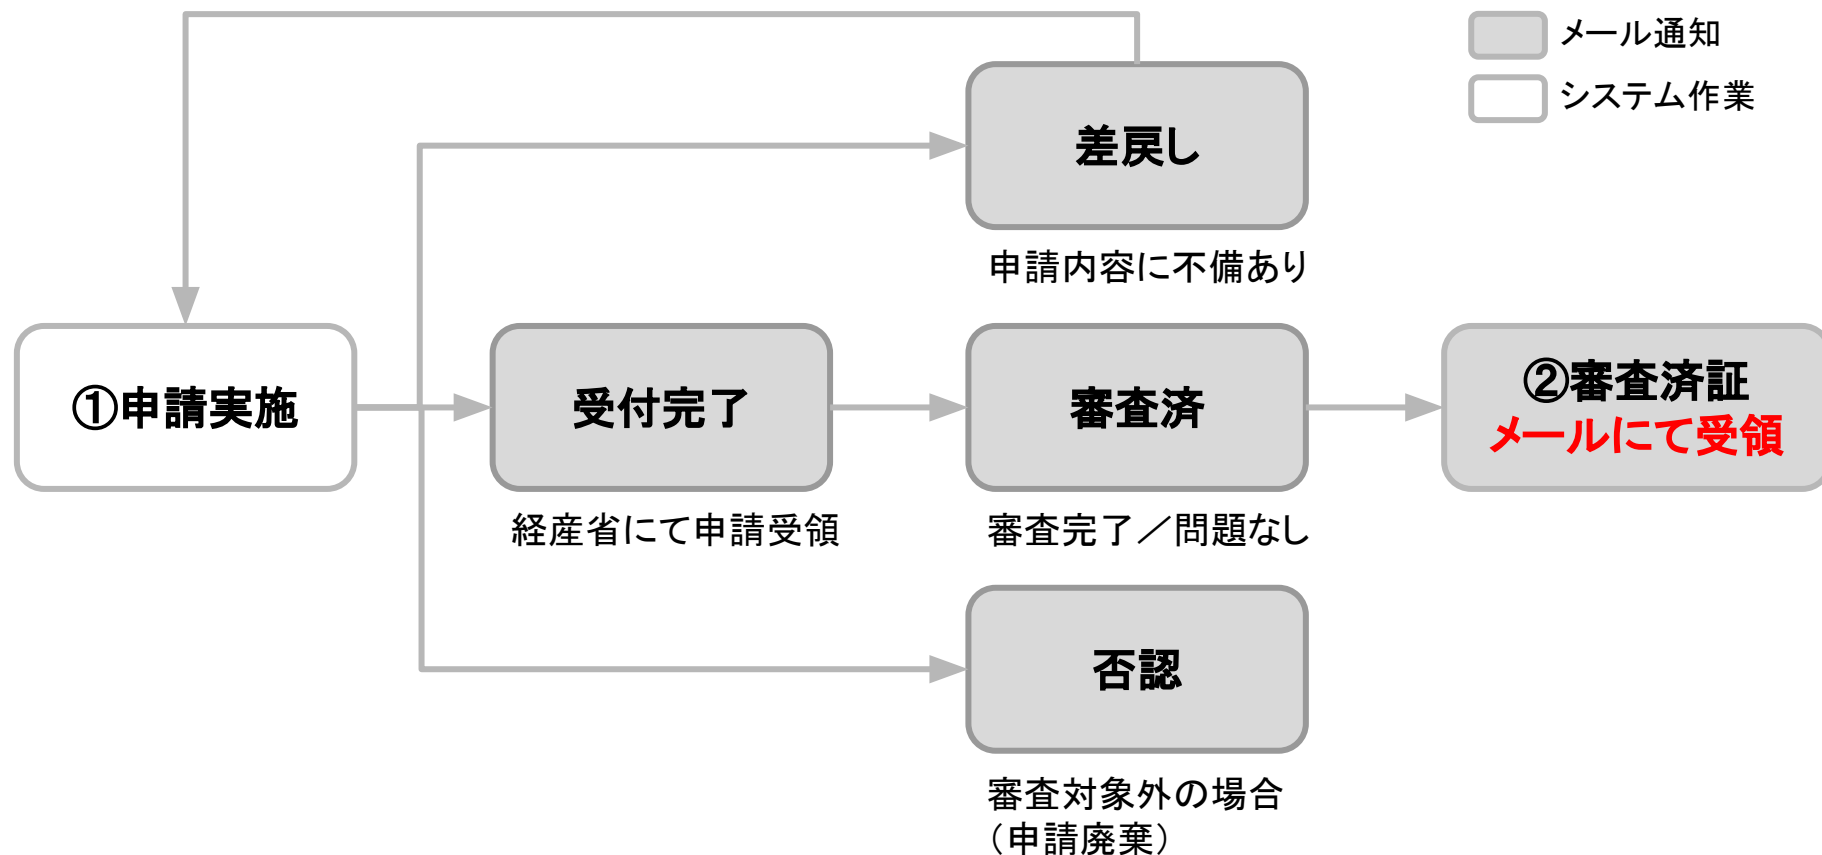 メール通知
システム作業
差戻し
申請内容に不備あり
①申請実施
受付完了
経産省にて申請受領
審査済
審査完了／問題なし
②審査済証
メールにて受領
否認
審査対象外の場合
（申請廃棄）